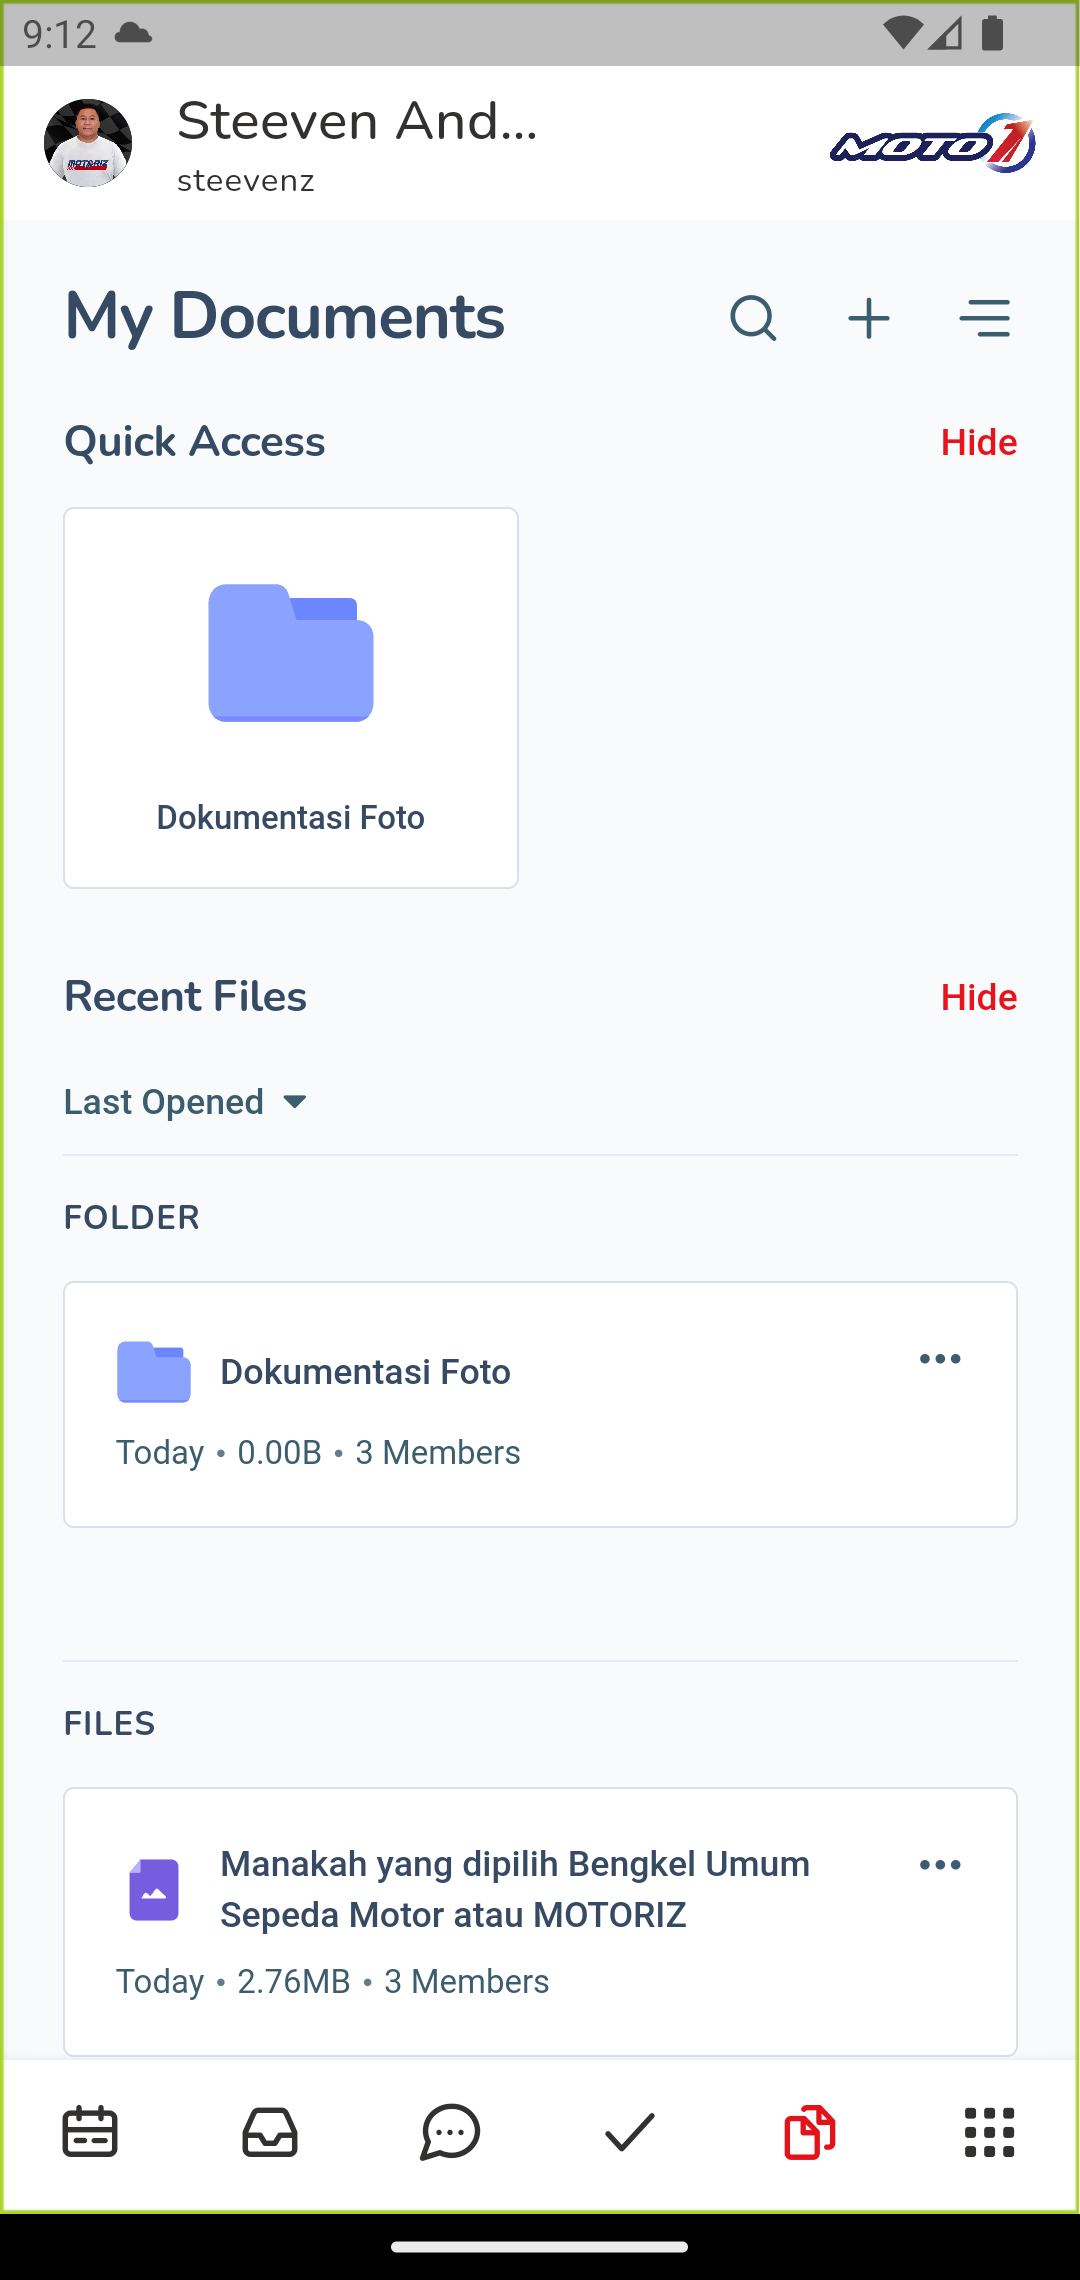 9:12
Steeven And...
steevenz
MOTO1
My Documents
Quick Access
Hide
Dokumentasi Foto
Recent Files
Hide
Last Opened
FOLDER
Dokumentasi Foto
Today • 0.00B • 3 Members
FILES
Manakah yang dipilih Bengkel Umum
Sepeda Motor atau MOTORIZ
Today • 2.76MB • 3 Members